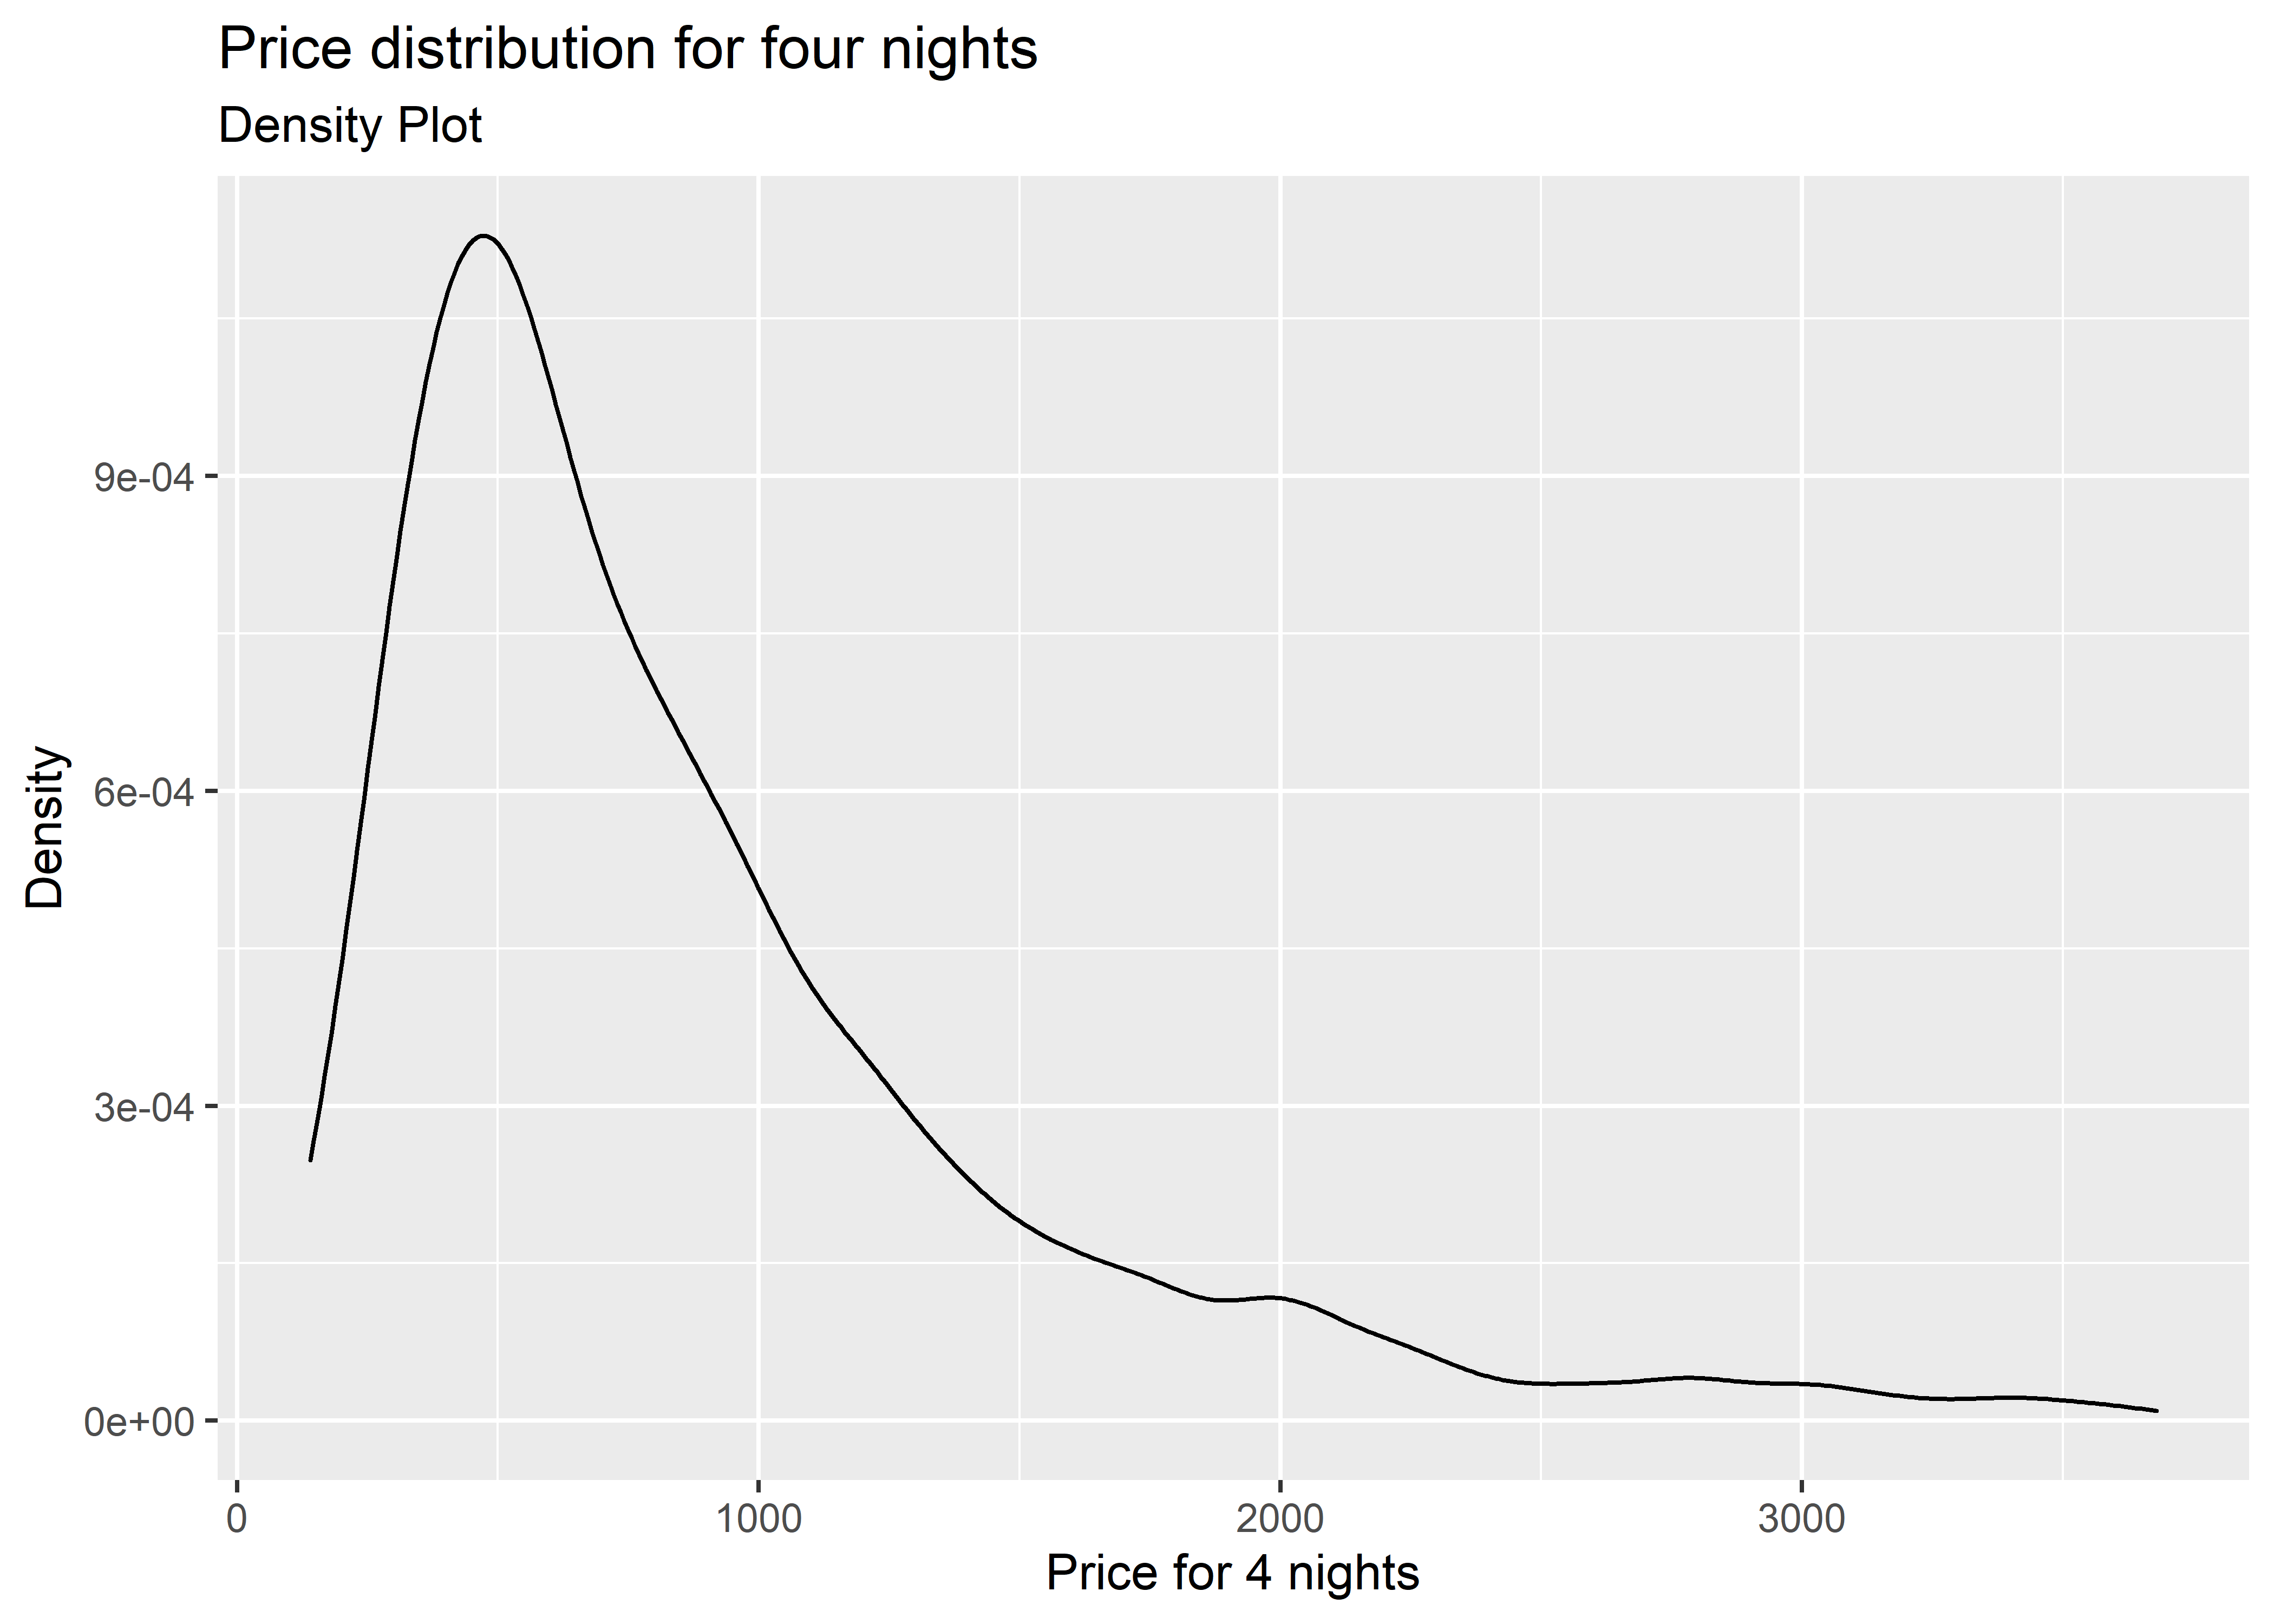 Price distribution for four nights
Density Plot
Density
9e-04
6e-04
3e-04
0e+00
0
1000
2000
3000
Price for 4 nights